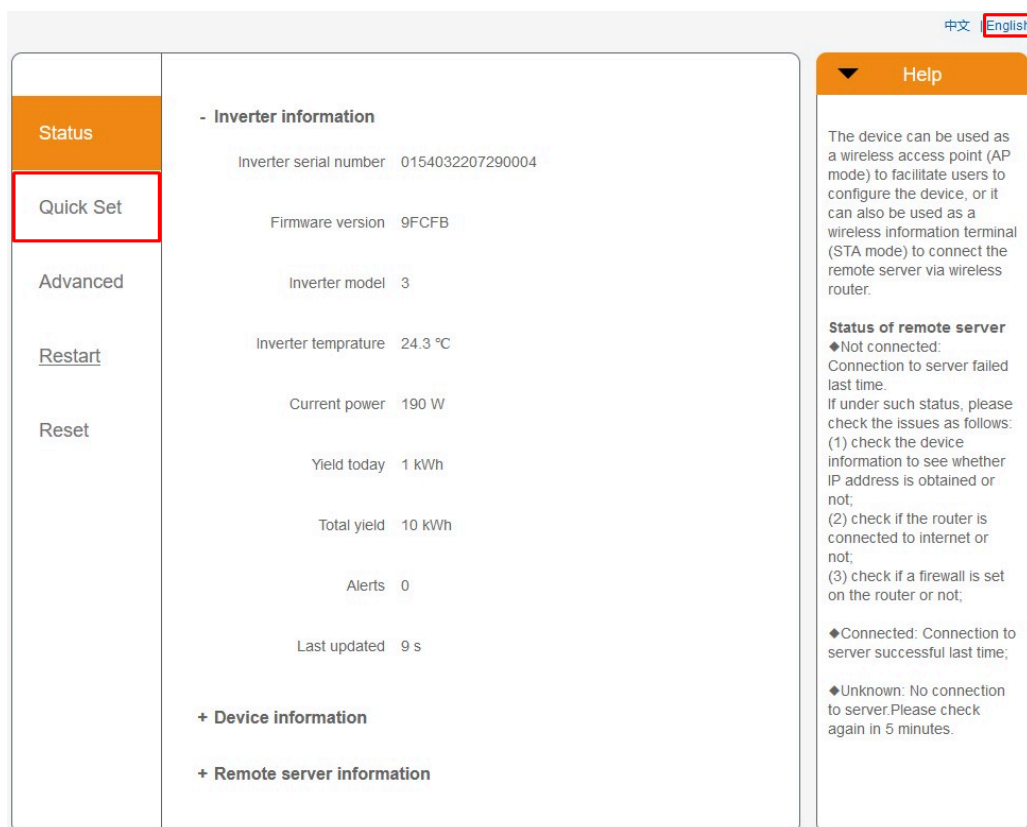 中文 | English
Status
Quick Set
Advanced
Restart
Reset
- Inverter information
Inverter serial number 0154032207290004
Firmware version 9FCFB
Inverter model 3
Inverter temprature 24.3 ℃
Current power 190 W
Yield today 1 kWh
Total yield 10 kWh
Alerts 0
Last updated 9 s
+ Device information
+ Remote server information
Help
The device can be used as
a wireless access point (AP
mode) to facilitate users to
configure the device, or it
can also be used as a
wireless information terminal
(STA mode) to connect the
remote server via wireless
router.
Status of remote server
◆Not connected:
Connection to server failed
last time.
If under such status, please
check the issues as follows:
(1) check the device
information to see whether
IP address is obtained or
not;
(2) check if the router is
connected to internet or
not;
(3) check if a firewall is set
on the router or not;
◆Connected: Connection to
server successful last time;
◆Unknown: No connection
to server.Please check
again in 5 minutes.